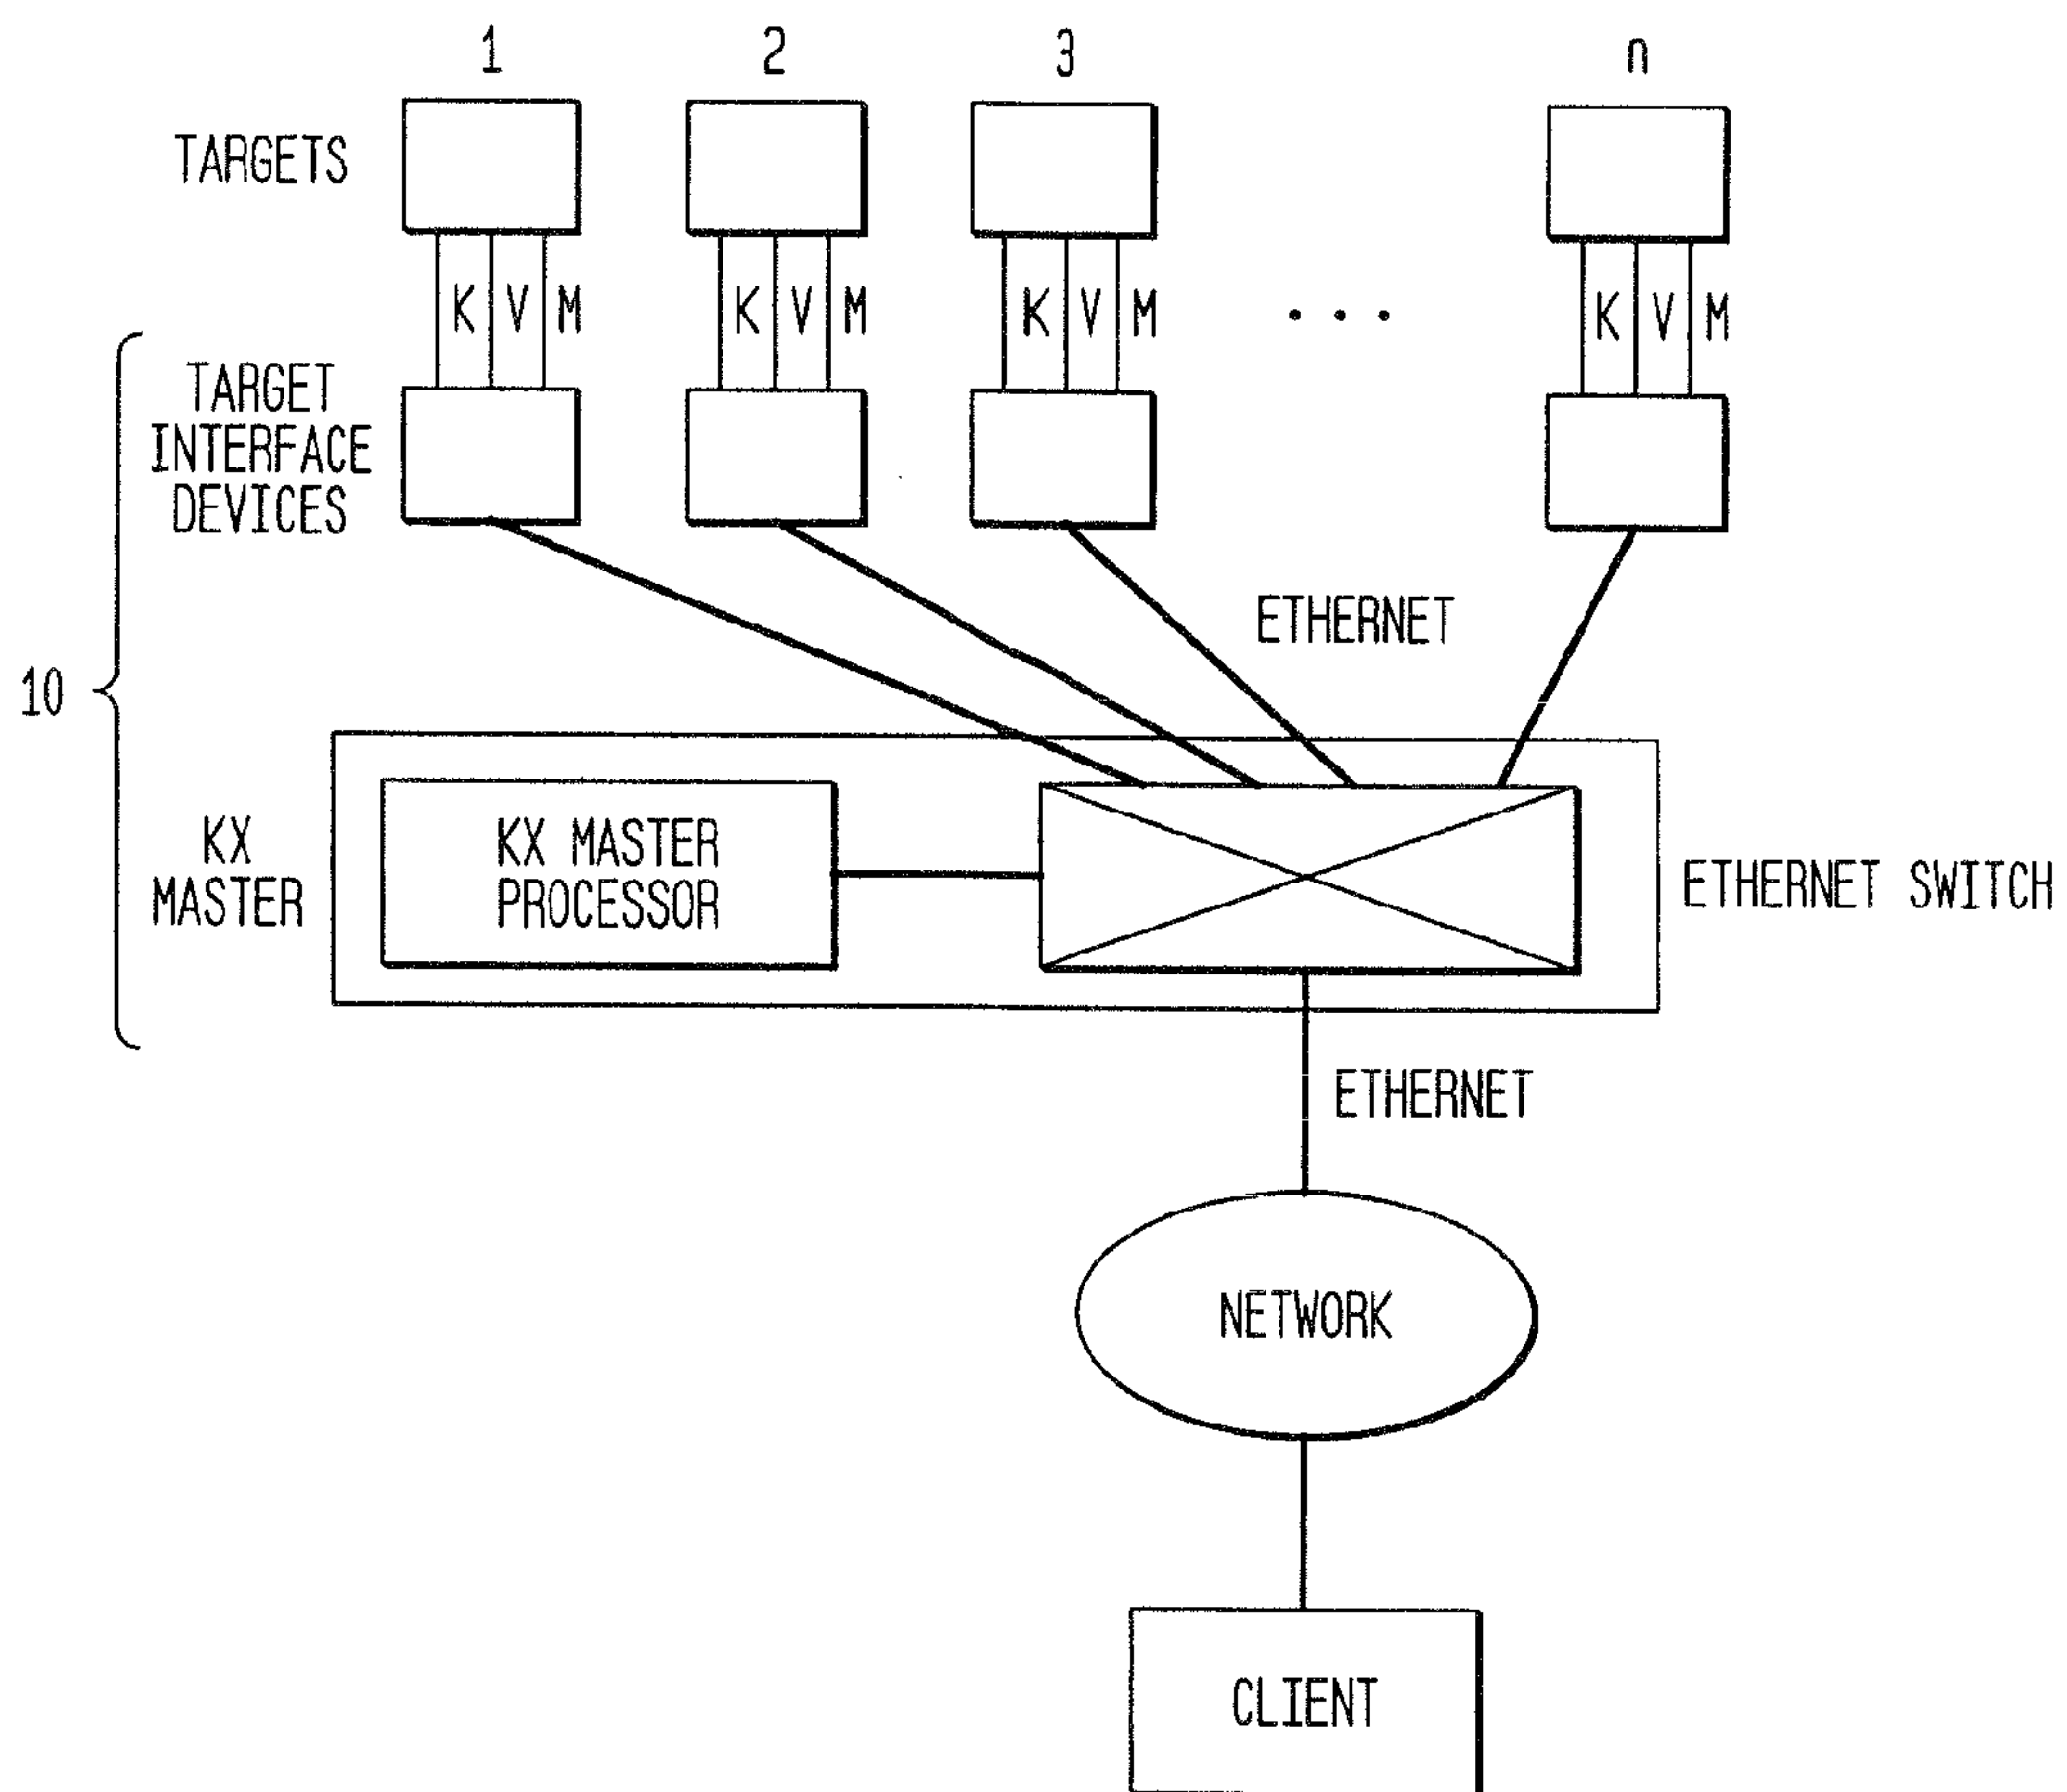 1 2 3 n
TARGETS
K V M K V M K V M . . . K V M
TARGET
INTERFACE
DEVICES
ETHERNET
10
KX
MASTER
KX MASTER
PROCESSOR
ETHERNET SWITCH
ETHERNET
NETWORK
CLIENT